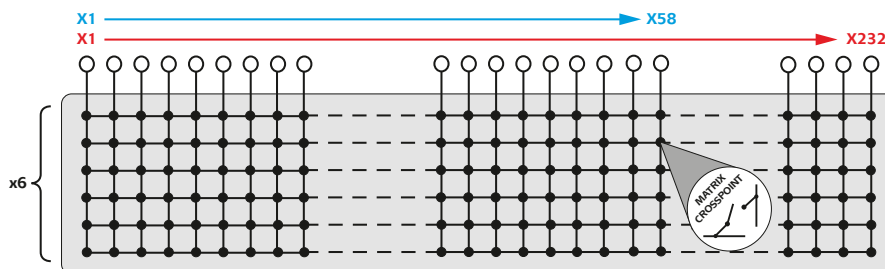 X1 X58
X1 X232
x6
MATRIX
CROSSPOINT